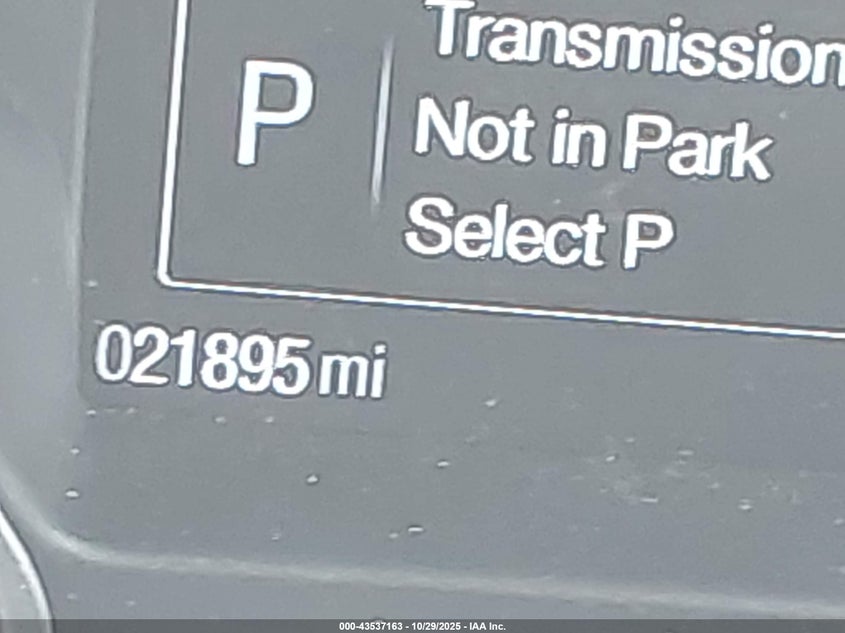 P
Transmission
Not in Park
Select P
021895 mi
000-43537163 - 10/29/2025 - IAA Inc.